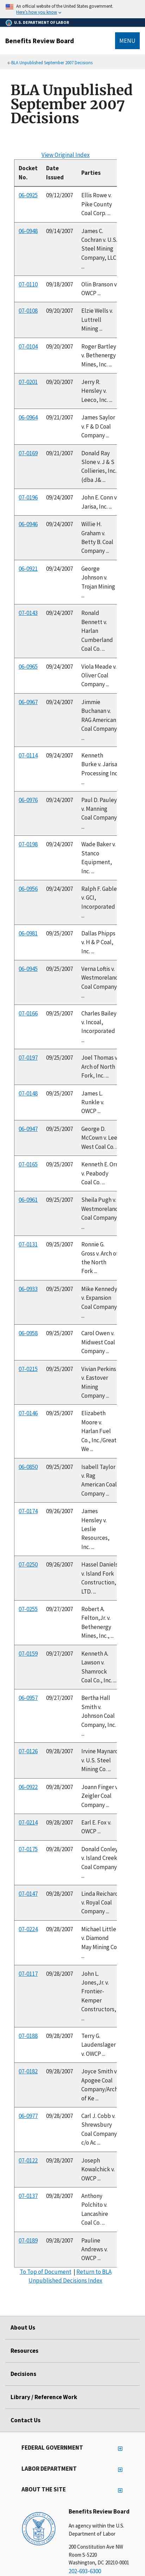 An official website of the United States government.
Here's how you know
U.S. DEPARTMENT OF LABOR
Benefits Review Board
MENU
« BLA Unpublished September 2007 Decisions
BLA Unpublished
September 2007
Decisions
View Original Index
Docket No. Date Issued Parties
06-0925 09/12/2007 Ellis Rowe v. Pike County Coal Corp. ...
06-0948 09/14/2007 James C. Cochran v. U.S. Steel Mining Company, LLC ...
07-0110 09/18/2007 Olin Branson v. OWCP ...
07-0108 09/20/2007 Elzie Wells v. Luttrell Mining ...
07-0104 09/20/2007 Roger Bartley v. Bethenergy Mines, Inc. ...
07-0201 09/20/2007 Jerry R. Hensley v. Leeco, Inc. ...
06-0964 09/21/2007 James Saylor v. F & D Coal Company ...
07-0169 09/21/2007 Donald Ray Slone v. J & S Collieries, Inc. (dba J& ...
07-0196 09/24/2007 John E. Conn v. Jarisa, Inc. ...
06-0946 09/24/2007 Willie H. Graham v. Betty B. Coal Company ...
06-0921 09/24/2007 George Johnson v. Trojan Mining ...
07-0143 09/24/2007 Ronald Bennett v. Harlan Cumberland Coal Co. ...
06-0965 09/24/2007 Viola Meade v. Oliver Coal Company ...
06-0967 09/24/2007 Jimmie Buchanan v. RAG American Coal Company ...
07-0114 09/24/2007 Kenneth Burke v. Jarisa Processing Inc ...
06-0976 09/24/2007 Paul D. Pauley v. Manning Coal Company ...
07-0198 09/24/2007 Wade Baker v. Stanco Equipment, Inc. ...
06-0956 09/24/2007 Ralph F. Gable v. GCI, Incorporated ...
06-0981 09/25/2007 Dallas Phipps v. H & P Coal, Inc. ...
06-0945 09/25/2007 Verna Loftis v. Westmoreland Coal Company ...
07-0166 09/25/2007 Charles Bailey v. Incoal, Incorporated ...
07-0197 09/25/2007 Joel Thomas v. Arch of North Fork, Inc. ...
07-0148 09/25/2007 James L. Runkle v. OWCP ...
06-0947 09/25/2007 George D. McCown v. Lee West Coal Co. ..
07-0165 09/25/2007 Kenneth E. Orr v. Peabody Coal Co. ...
06-0961 09/25/2007 Sheila Pugh v. Westmoreland Coal Company ...
07-0131 09/25/2007 Ronnie G. Gross v. Arch of the North Fork ...
06-0933 09/25/2007 Mike Kennedy v. Expansion Coal Company ...
06-0958 09/25/2007 Carol Owen v. Midwest Coal Company ...
07-0215 09/25/2007 Vivian Perkins v. Eastover Mining Company ...
07-0146 09/25/2007 Elizabeth Moore v. Harlan Fuel Co., Inc./Great We ...
06-0850 09/25/2007 Isabell Taylor v. Rag American Coal Company ...
07-0174 09/26/2007 James Hensley v. Leslie Resources, Inc. ...
07-0250 09/26/2007 Hassel Daniels v. Island Fork Construction, LTD. ...
07-0255 09/27/2007 Robert A. Felton,Jr. v. Bethenergy Mines, Inc., ...
07-0159 09/27/2007 Kenneth A. Lawson v. Shamrock Coal Co., Inc. ...
06-0957 09/27/2007 Bertha Hall Smith v. Johnson Coal Company, Inc. ...
07-0126 09/28/2007 Irvine Maynard v. U.S. Steel Mining Co. ...
06-0922 09/28/2007 Joann Finger v. Zeigler Coal Company ...
07-0214 09/28/2007 Earl E. Fox v. OWCP ...
07-0175 09/28/2007 Donald Conley v. Island Creek Coal Company ...
07-0147 09/28/2007 Linda Reichard v. Royal Coal Company ...
07-0224 09/28/2007 Michael Little v. Diamond May Mining Co ...
07-0117 09/28/2007 John L. Jones,Jr. v. Frontier-Kemper Constructors, ...
07-0188 09/28/2007 Terry G. Laudenslager v. OWCP ...
07-0182 09/28/2007 Joyce Smith v. Apogee Coal Company/Arch of Ke ...
06-0977 09/28/2007 Carl J. Cobb v. Shrewsbury Coal Company c/o Ac ...
07-0122 09/28/2007 Joseph Kowalchick v. OWCP ...
07-0137 09/28/2007 Anthony Polchito v. Lancashire Coal Co. ...
07-0189 09/28/2007 Pauline Andrews v. OWCP ...
To Top of Document | Return to BLA
Unpublished Decisions Index
About Us
Resources
Decisions
Library / Reference Work
Contact Us
FEDERAL GOVERNMENT
LABOR DEPARTMENT
ABOUT THE SITE
Benefits Review Board
An agency within the U.S.
Department of Labor
200 Constitution Ave NW
Room S-5220
Washington, DC 20210-0001
202-693-6300